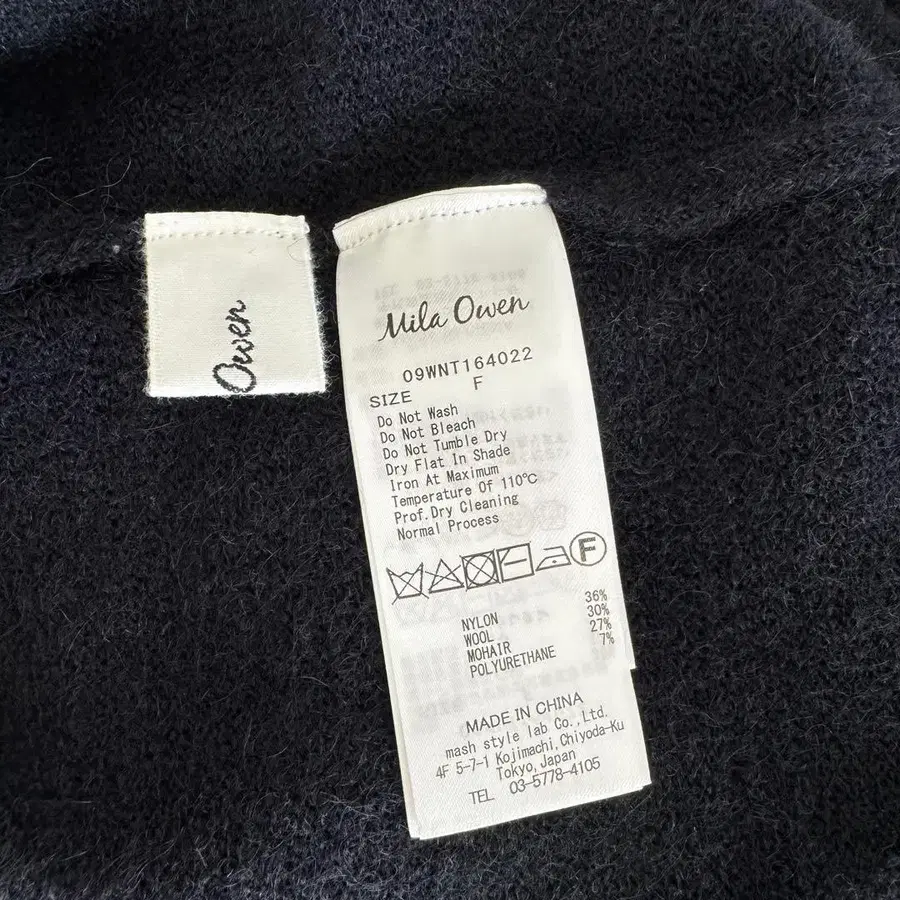 Owen
Mila Owen
09WNT164022
SIZE F
Do Not Wash
Do Not Bleach
Do Not Tumble Dry
Dry Flat In Shade
Iron At Maximum
Temperature Of 110℃
Prof.Dry Cleaning
Normal Process
F
NYLON 36%
WOOL 30%
MOHAIR 27%
POLYURETHANE 7%
MADE IN CHINA
mash style lab Co.,Ltd.
4F 5-7-1 Kojimachi,Chiyoda-Ku
Tokyo,Japan
TEL 03-5778-4105